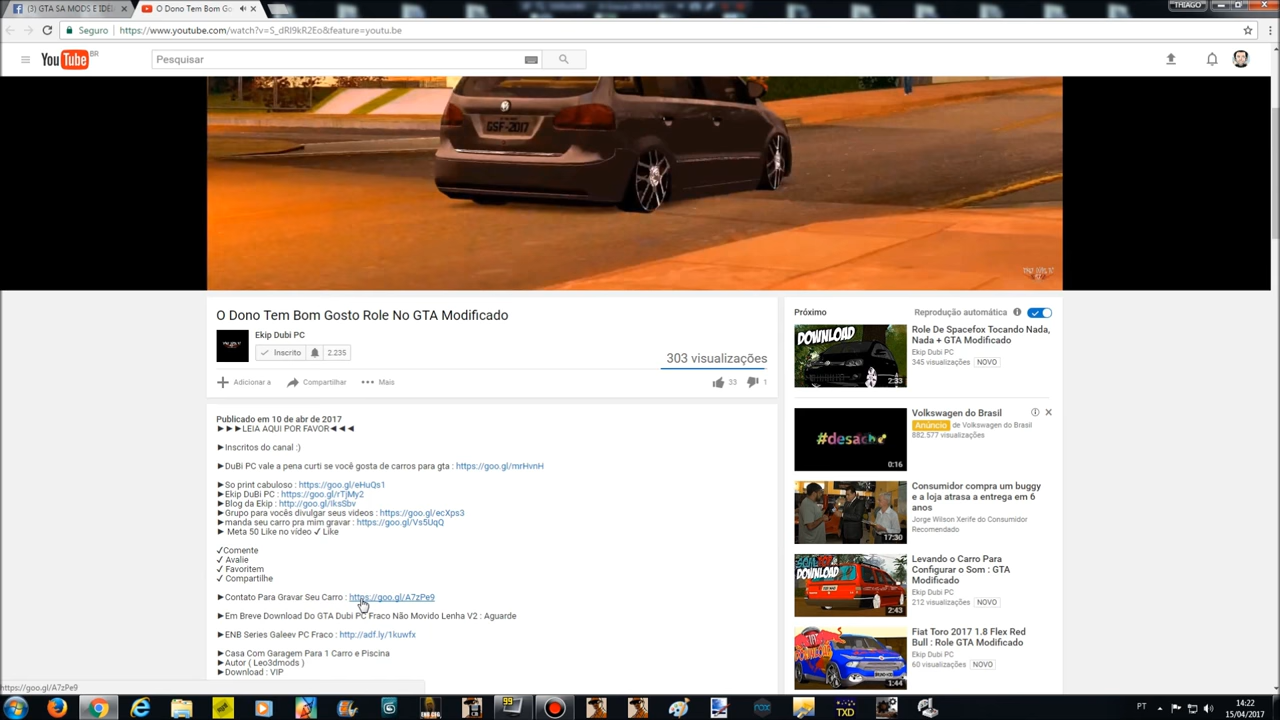 (3) GTA SA MODS E IDEI
O Dono Tem Bom Go
THIAGO
Seguro
https://www.youtube.com/watch?v=S_dRl9kR2Eo&feature=youtu.be
YouTube BR
Pesquisar
GSF-2017
O Dono Tem Bom Gosto Role No GTA Modificado
Ekip Dubi PC
Inscrito 2.235
303 visualizações
Adicionar a Compartilhar Mais
33 1
Publicado em 10 de abr de 2017
►►►LEIA AQUI POR FAVOR◄◄◄
►Inscritos do canal :)
►DuBi PC vale a pena curti se você gosta de carros para gta : https://goo.gl/mrHvnH
►So print cabuloso : https://goo.gl/eHuQs1
►Ekip DuBi PC : https://goo.gl/rTjMy2
►Blog da Ekip : http://goo.gl/IksSbv
►Grupo para vocês divulgar seus vídeos : https://goo.gl/ecXps3
►manda seu carro pra mim gravar : https://goo.gl/Vs5UqQ
► Meta 50 Like no vídeo ✓ Like
✓Comente
✓ Avalie
✓ Favoritem
✓ Compartilhe
►Contato Para Gravar Seu Carro : https://goo.gl/A7zPe9
►Em Breve Download Do GTA Dubi PC Fraco Não Movido Lenha V2 : Aguarde
►ENB Series Galeev PC Fraco : http://adf.ly/1kuwfx
►Casa Com Garagem Para 1 Carro e Piscina
►Autor ( Leo3dmods )
►Download : VIP
Próximo
Reprodução automática
DOWNLOAD
2:33
Role De Spacefox Tocando Nada,
Nada + GTA Modificado
Ekip Dubi PC
345 visualizações NOVO
#desach
0:16
Volkswagen do Brasil
Anúncio de Volkswagen do Brasil
882,577 visualizações
17:30
Consumidor compra um buggy
e a loja atrasa a entrega em 6
anos
Jorge Wilson Xerife do Consumidor
Recomendado
DOWNLOAD
2:43
Levando o Carro Para
Configurar o Som : GTA
Modificado
Ekip Dubi PC
212 visualizações NOVO
1:44
Fiat Toro 2017 1.8 Flex Red
Bull : Role GTA Modificado
Ekip Dubi PC
60 visualizações NOVO
https://goo.gl/A7zPe9
99
TXD
PT
14:22
15/04/2017